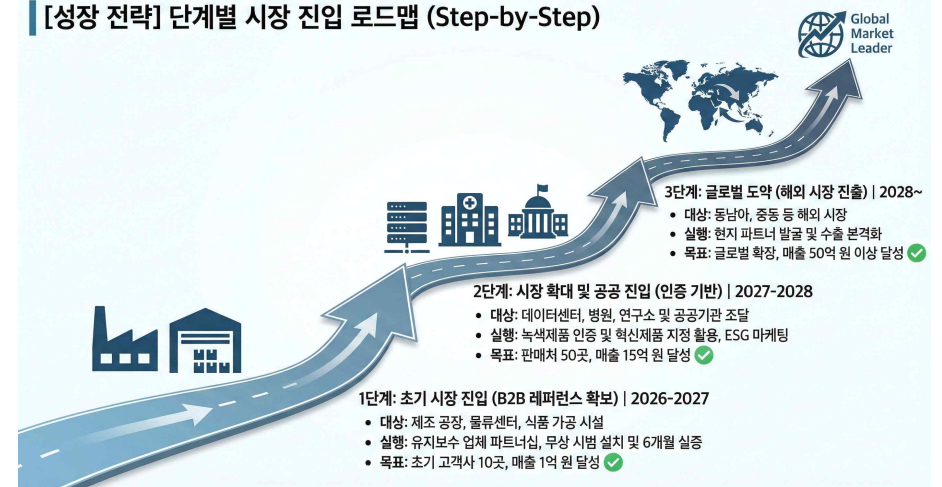 [성장 전략] 단계별 시장 진입 로드맵 (Step-by-Step)
Global
Market
Leader
3단계: 글로벌 도약 (해외 시장 진출) | 2028~
• 대상: 동남아, 중동 등 해외 시장
• 실행: 현지 파트너 발굴 및 수출 본격화
• 목표: 글로벌 확장, 매출 50억 원 이상 달성
2단계: 시장 확대 및 공공 진입 (인증 기반) | 2027-2028
• 대상: 데이터센터, 병원, 연구소 및 공공기관 조달
• 실행: 녹색제품 인증 및 혁신제품 지정 활용, ESG 마케팅
• 목표: 판매처 50곳, 매출 15억 원 달성
1단계: 초기 시장 진입 (B2B 레퍼런스 확보) | 2026-2027
• 대상: 제조 공장, 물류센터, 식품 가공 시설
• 실행: 유지보수 업체 파트너십, 무상 시범 설치 및 6개월 실증
• 목표: 초기 고객사 10곳, 매출 1억 원 달성